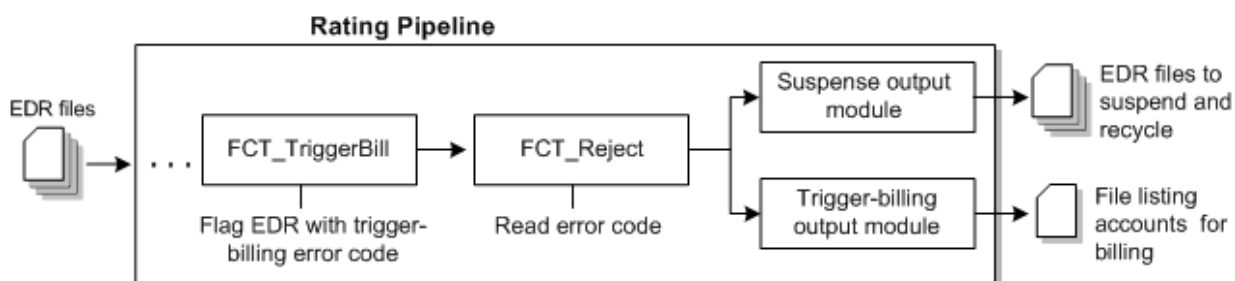 Rating Pipeline
EDR files
. . .
FCT_TriggerBill
Flag EDR with trigger-
billing error code
FCT_Reject
Read error code
Suspense output
module
Trigger-billing
output module
EDR files to
suspend and
recycle
File listing
accounts for
billing